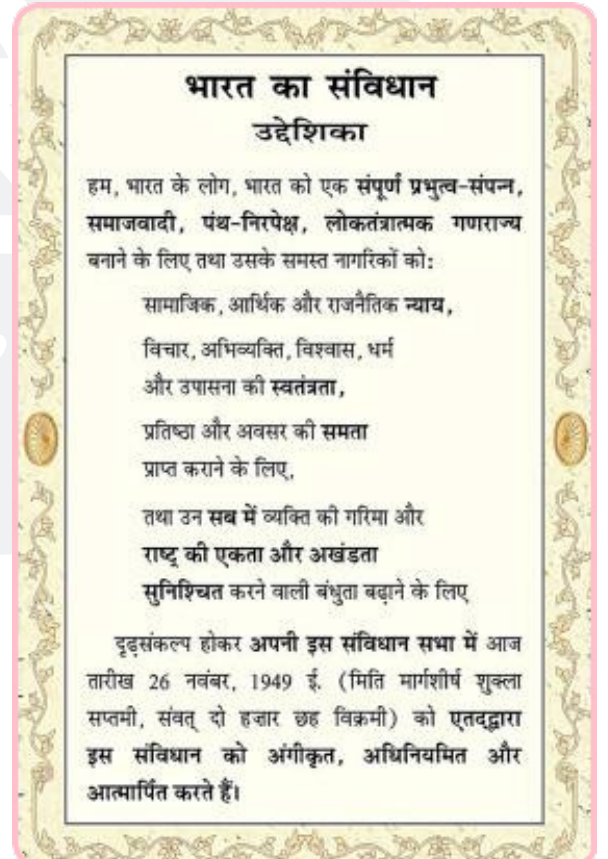 भारत का संविधान
उद्देशिका
हम, भारत के लोग, भारत को एक संपूर्ण प्रभुत्व-संपन्न,
समाजवादी, पंथ-निरपेक्ष, लोकतंत्रात्मक गणराज्य
बनाने के लिए तथा उसके समस्त नागरिकों को:
सामाजिक, आर्थिक और राजनैतिक न्याय,
विचार, अभिव्यक्ति, विश्वास, धर्म
और उपासना की स्वतंत्रता,
प्रतिष्ठा और अवसर की समता
प्राप्त कराने के लिए,
तथा उन सब में व्यक्ति की गरिमा और
राष्ट्र की एकता और अखंडता
सुनिश्चित करने वाली बंधुता बढ़ाने के लिए
दृढ़संकल्प होकर अपनी इस संविधान सभा में आज
तारीख 26 नवंबर, 1949 ई. (मिति मार्गशीर्ष शुक्ला
सप्तमी, संवत् दो हज़ार छह विक्रमी) को एतद्द्वारा
इस संविधान को अंगीकृत, अधिनियमित और
आत्मार्पित करते हैं।